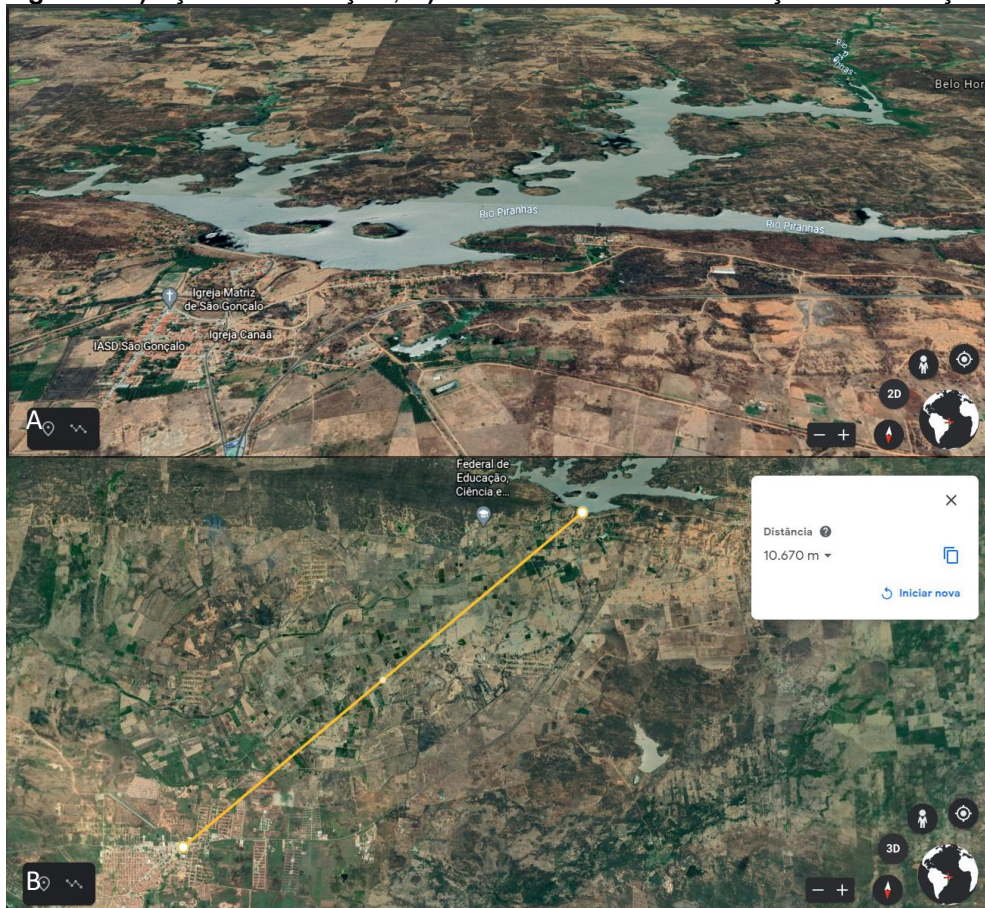 Rio
Piranhas
Belo Hor
Rio Piranhas
Rio Piranhas
Igreja Matriz
de São Gonçalo
Igreja Canaã
IASD São Gonçalo
2D
A
Federal de
Educação,
Ciência e...
Distância
10.670 m
Iniciar nova
3D
B